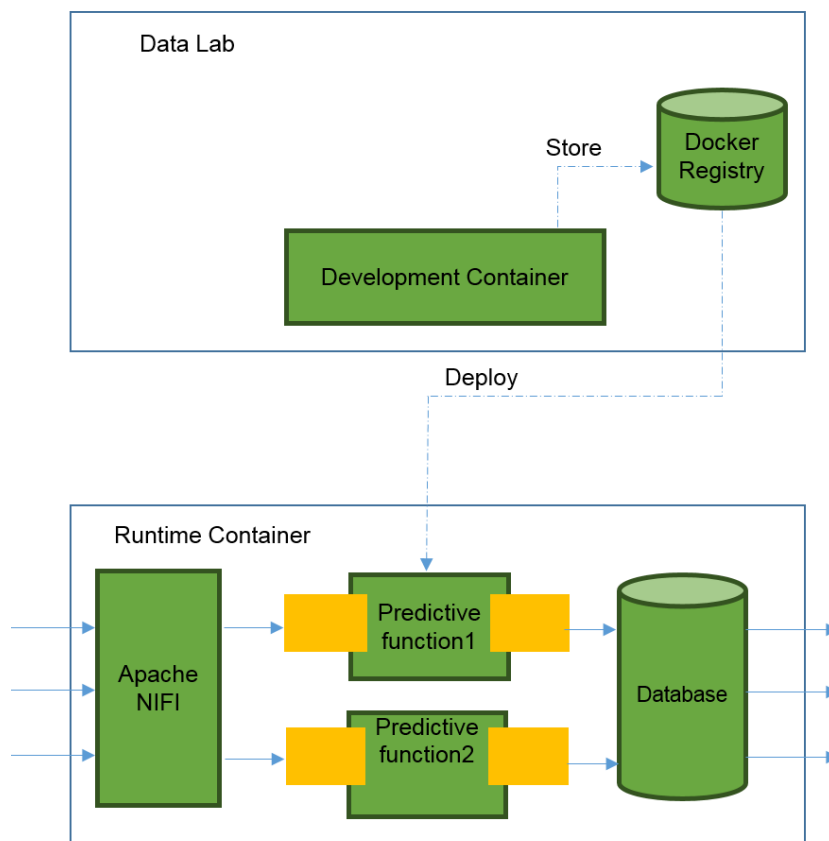 Data Lab
Docker
Registry
Store
Development Container
Deploy
Runtime Container
Apache
NIFI
Predictive
function1
Predictive
function2
Database